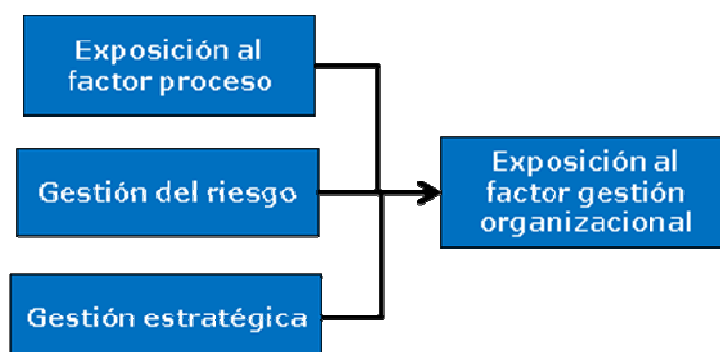 Exposición al
factor proceso
Gestión del riesgo
Gestión estratégica
Exposición al
factor gestión
organizacional